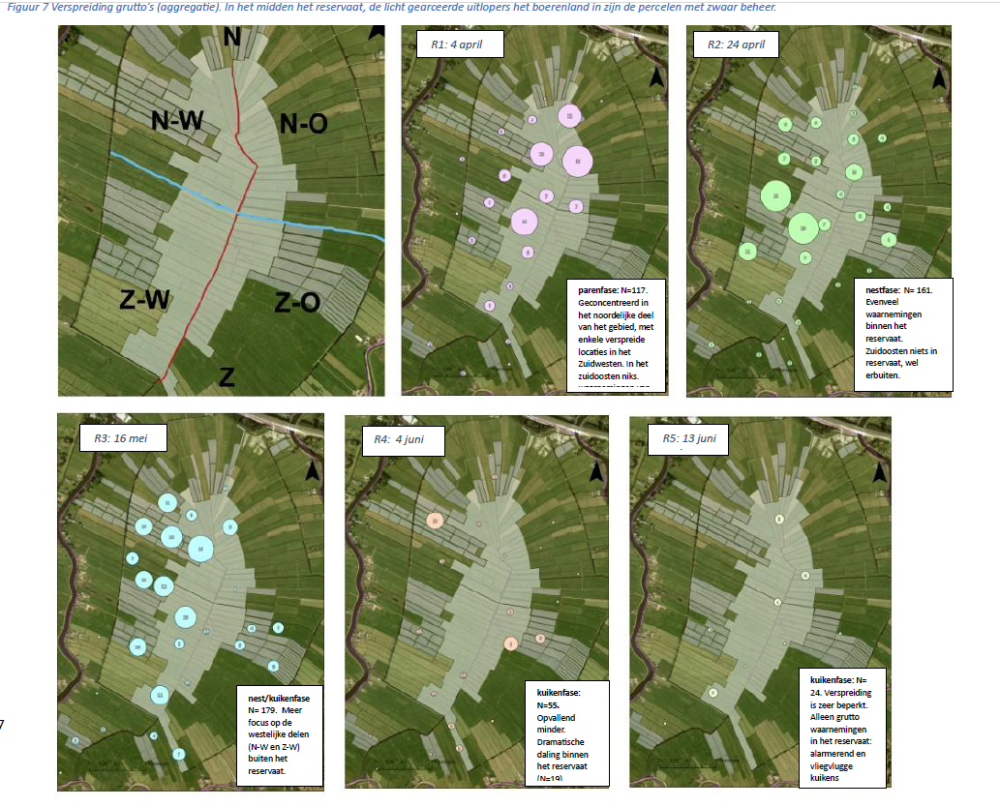 Figuur 7 Verspreiding grutto's (aggregatie). In het midden het reservaat, de licht gearceerde uitlopers het boerenland in zijn de percelen met zwaar beheer.
N
N-W
N-O
Z-W
Z-O
Z
R1: 4 april
parenfase: N=117.
Geconcentreerd in
het noordelijke deel
van het gebied, met
enkele verspreide
locaties in het
Zuidwesten. In het
zuidoosten niks.
R2: 24 april
nestfase: N= 161.
Evenveel
waarnemingen
binnen het
reservaat.
Zuidoosten niets in
reservaat, wel
erbuiten.
R3: 16 mei
nest/kuikenfase
N= 179. Meer
focus op de
westelijke delen
(N-W en Z-W)
buiten het
reservaat.
R4: 4 juni
kuikenfase:
N=55.
Opvallend
minder.
Dramatische
daling binnen
het reservaat
(N=19)
R5: 13 juni
kuikenfase: N=
24. Verspreiding
is zeer beperkt.
Alleen grutto
waarnemingen
in het reservaat:
alarmerend en
vliegvlugge
kuikens
7